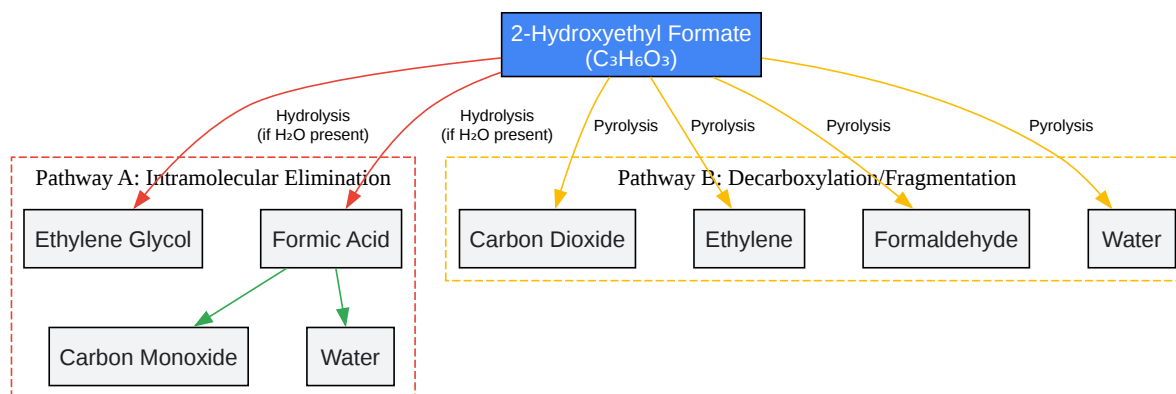 2-Hydroxyethyl Formate
(C₃H₆O₃)
Hydrolysis
(if H₂O present)
Hydrolysis
(if H₂O present)
Pyrolysis
Pyrolysis
Pyrolysis
Pyrolysis
Pathway A: Intramolecular Elimination
Pathway B: Decarboxylation/Fragmentation
Ethylene Glycol
Formic Acid
Carbon Dioxide
Ethylene
Formaldehyde
Water
Carbon Monoxide
Water